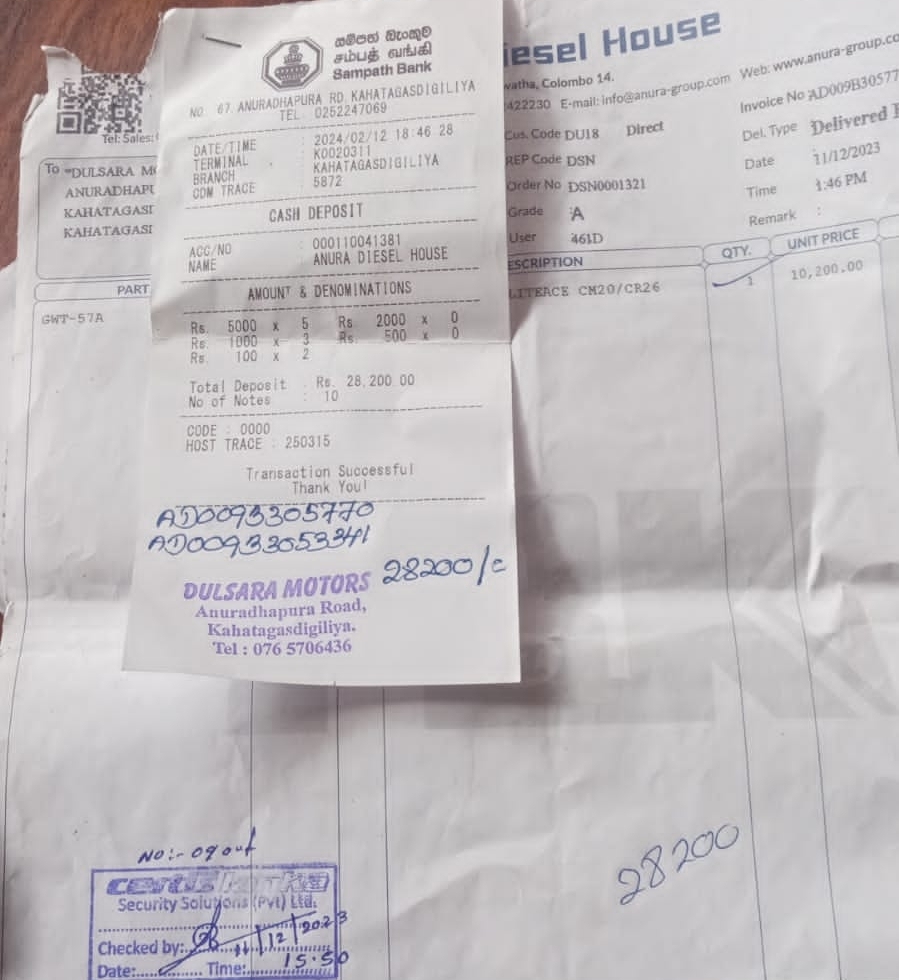 සම්පත් බැංකුව
சம்பத் வங்கி
Sampath Bank
NO 67, ANURADHAPURA RD, KAHATAGASDIGILIYA
TEL 0252247069
DATE/TIME : 2024/02/12 18:46 28
TERMINAL : K0020311
BRANCH : KAHATAGASDIGILIYA
CDM TRACE : 5872
CASH DEPOSIT
ACC/NO : 000110041381
NAME : ANURA DIESEL HOUSE
AMOUNT & DENOMINATIONS
Rs. 5000 x 5 Rs 2000 x 0
Rs. 1000 x 3 Rs. 500 x 0
Rs. 100 x 2
Total Deposit : Rs. 28,200.00
No of Notes : 10
CODE : 0000
HOST TRACE : 250315
Transaction Successful
Thank You!
AD0093305770
AD00933053341
28200/=
DULSARA MOTORS
Anuradhapura Road,
Kahatagasdigiliya.
Tel : 076 5706436
iesel House
watha, Colombo 14.
422230 E-mail: info@anura-group.com Web: www.anura-group.co
Cus. Code DU18 Direct
REP Code DSN
Order No DSN0001321
Grade : A
User 461D
Invoice No AD009B30577
Del. Type Delivered
Date 11/12/2023
Time 1:46 PM
Remark :
Tel: Sales:
To "DULSARA MO
ANURADHAPU
KAHATAGASI
KAHATAGASI
PART
ESCRIPTION QTY. UNIT PRICE
GWT-57A
LITEACE CM20/CR26 1 10,200.00
28200
NO:- 09 out
Security Solutions (Pvt) Ltd.
Checked by: 11/12/2023
Date: Time: 15.50